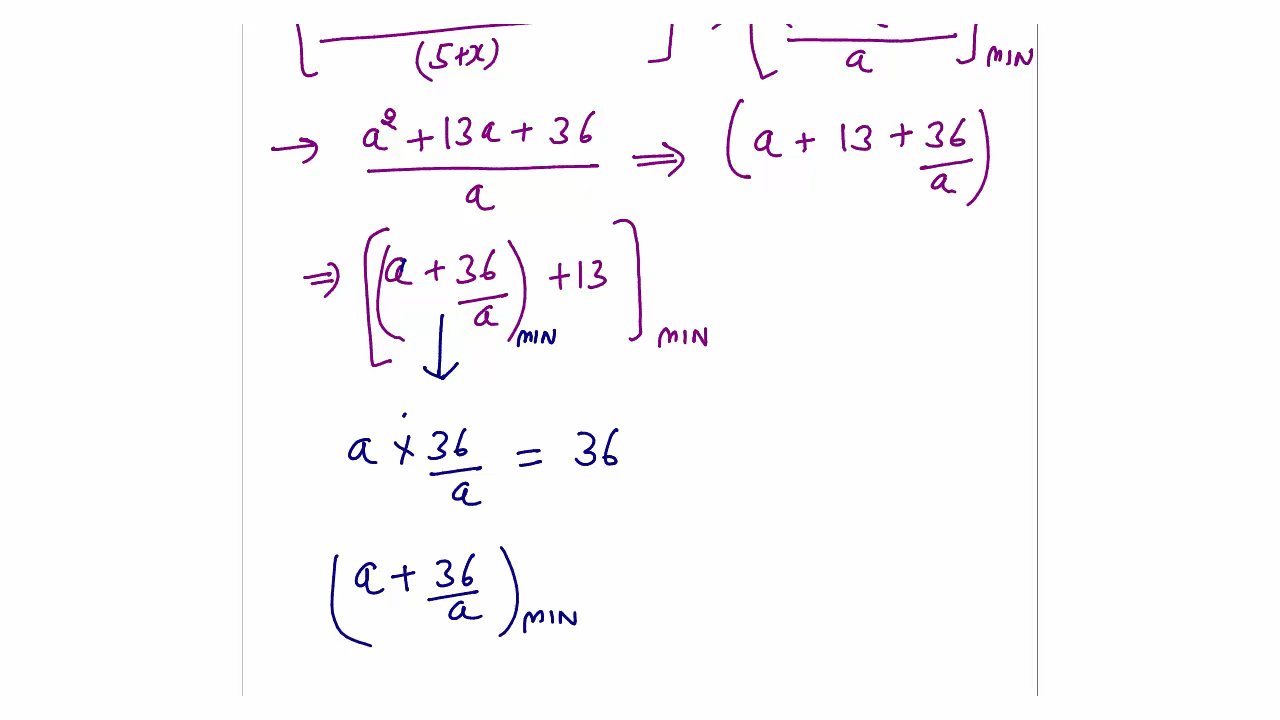 [ (5+x) ] , [ a ] MIN
→ a² + 13a + 36 / a ⇒ (a + 13 + 36/a)
⇒ [(a + 36/a) MIN + 13] MIN
↓
a × 36/a = 36
(a + 36/a) MIN